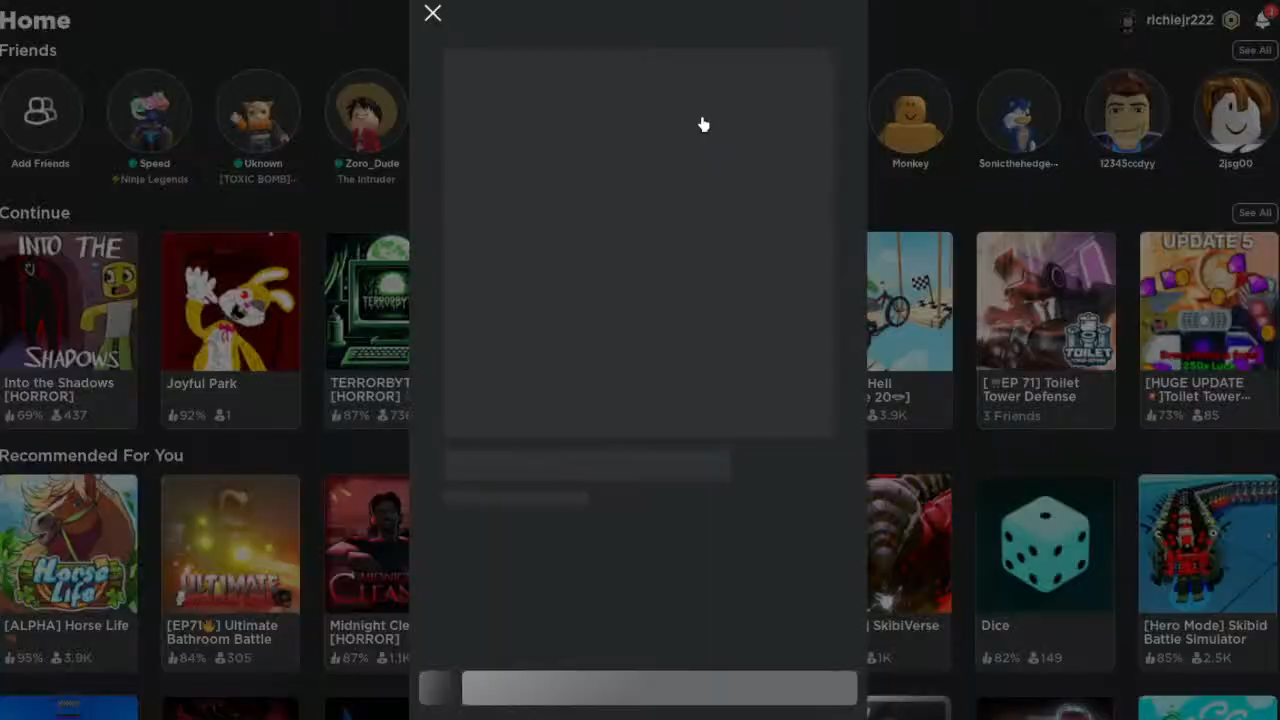 Home
richiejr222
Friends
See All
Add Friends
Speed
Uknown
Zoro_Dude
Monkey
Sonicthehedge...
12345ccdyy
2jsg00
Ninja Legends
[TOXIC BOMB]...
The Intruder
Continue
See All
INTO THE
SHADOWS
TERRORBYT
UPDATE 5
250x Luck
TOILET
Into the Shadows
[HORROR]
69% 437
Joyful Park
92% 1
TERRORBYT
[HORROR]
87% 736
Hell
e 20
3.9K
[ EP 71] Toilet
Tower Defense
3 Friends
[HUGE UPDATE
]Toilet Tower...
73% 85
Recommended For You
Horse
Life
ULTIMATE
[ALPHA] Horse Life
95% 3.9K
[EP71 ] Ultimate
Bathroom Battle
84% 305
Midnight Cle
[HORROR]
87% 1.1K
] SkibiVerse
1K
Dice
82% 149
[Hero Mode] Skibid
Battle Simulator
85% 2.5K